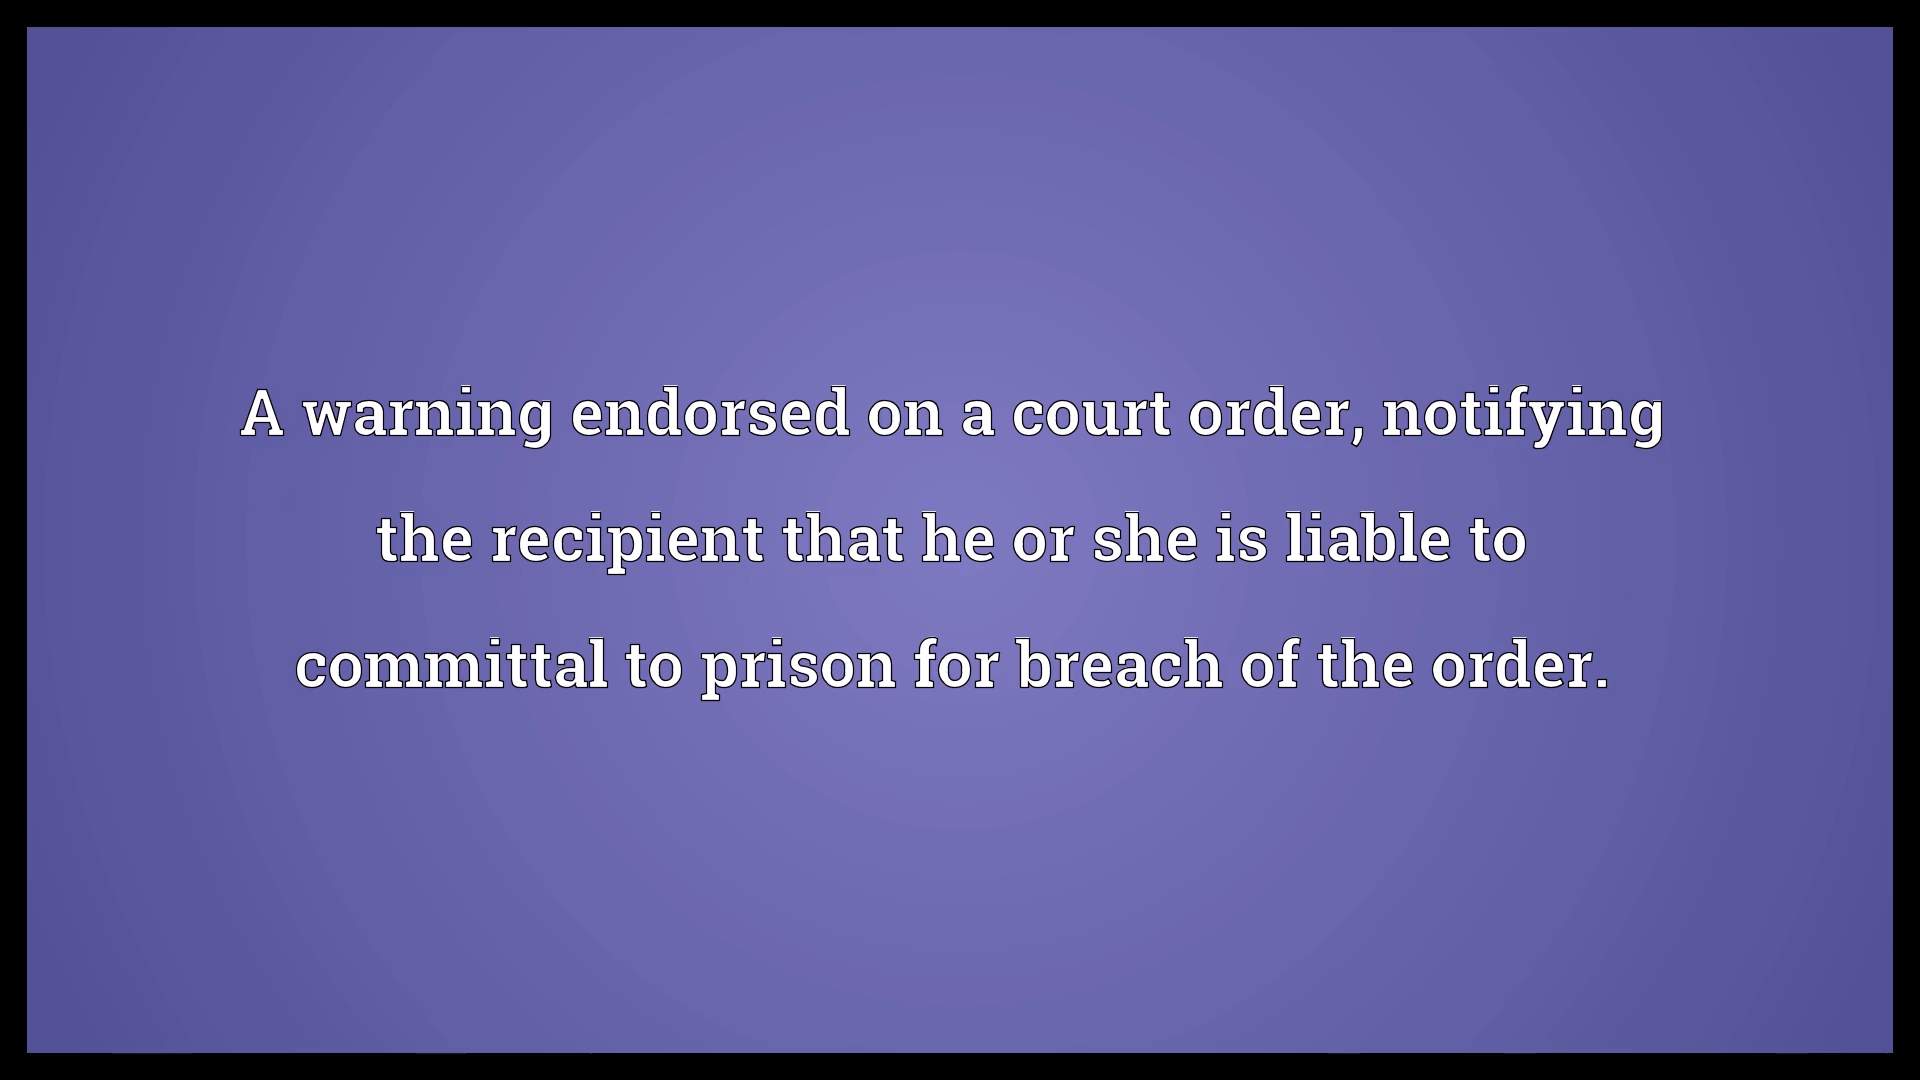 A warning endorsed on a court order, notifying
the recipient that he or she is liable to
committal to prison for breach of the order.